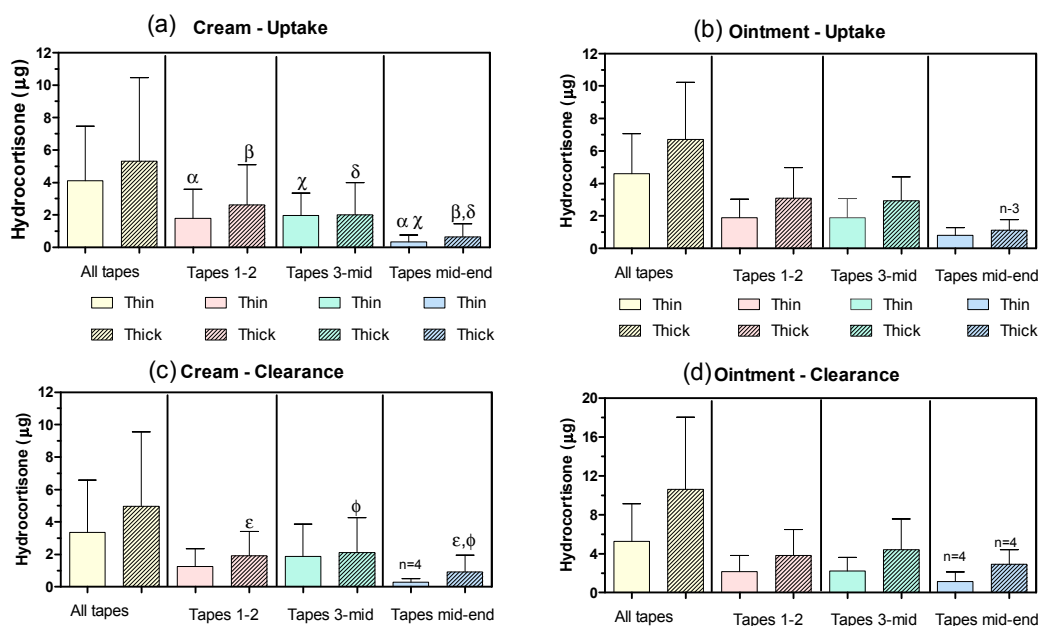 (a) Cream - Uptake
Hydrocortisone (μg)
12
10
8
6
4
2
0
α
β
χ
δ
α χ
β,δ
All tapes
Tapes 1-2
Tapes 3-mid
Tapes mid-end
Thin
Thin
Thin
Thin
Thick
Thick
Thick
Thick
(b) Ointment - Uptake
Hydrocortisone (μg)
12
10
8
6
4
2
0
n-3
All tapes
Tapes 1-2
Tapes 3-mid
Tapes mid-end
Thin
Thin
Thin
Thin
Thick
Thick
Thick
Thick
(c) Cream - Clearance
Hydrocortisone (μg)
12
10
8
6
4
2
0
ε
ϕ
n=4
ε,ϕ
All tapes
Tapes 1-2
Tapes 3-mid
Tapes mid-end
(d) Ointment - Clearance
Hydrocortisone (μg)
20
16
12
8
4
0
n=4
n=4
All tapes
Tapes 1-2
Tapes 3-mid
Tapes mid-end